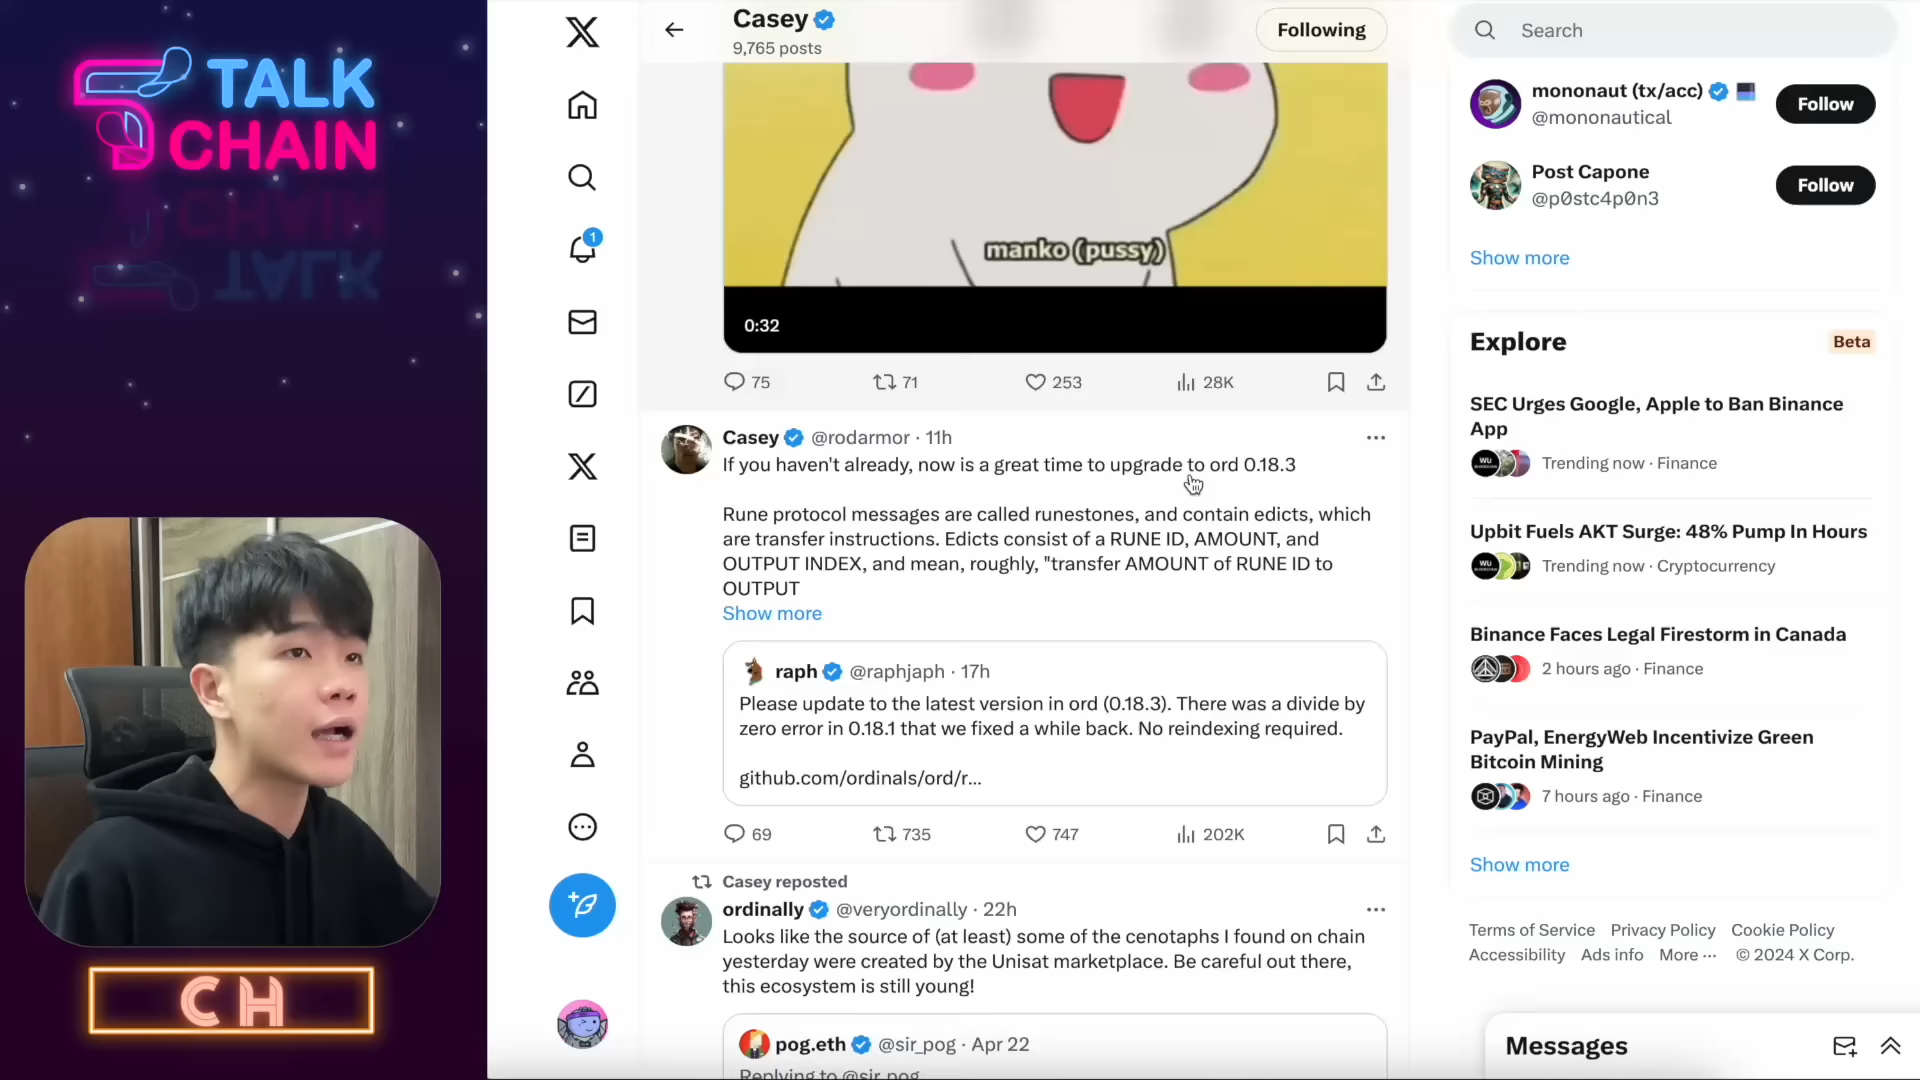 TALK
CHAIN
CH
Casey
9,765 posts
Following
manko (pussy)
0:32
75
71
253
28K
Casey @rodarmor · 11h
If you haven't already, now is a great time to upgrade to ord 0.18.3
Rune protocol messages are called runestones, and contain edicts, which
are transfer instructions. Edicts consist of a RUNE ID, AMOUNT, and
OUTPUT INDEX, and mean, roughly, "transfer AMOUNT of RUNE ID to
OUTPUT
Show more
raph @raphjaph · 17h
Please update to the latest version in ord (0.18.3). There was a divide by
zero error in 0.18.1 that we fixed a while back. No reindexing required.
github.com/ordinals/ord/r...
69
735
747
202K
Casey reposted
ordinally @veryordinally · 22h
Looks like the source of (at least) some of the cenotaphs I found on chain
yesterday were created by the Unisat marketplace. Be careful out there,
this ecosystem is still young!
pog.eth @sir_pog · Apr 22
Replying to @sir_pog
1
Search
mononaut (tx/acc)
@mononautical
Follow
Post Capone
@p0stc4p0n3
Follow
Show more
Explore
Beta
SEC Urges Google, Apple to Ban Binance
App
Trending now · Finance
Upbit Fuels AKT Surge: 48% Pump In Hours
Trending now · Cryptocurrency
Binance Faces Legal Firestorm in Canada
2 hours ago · Finance
PayPal, EnergyWeb Incentivize Green
Bitcoin Mining
7 hours ago · Finance
Show more
Terms of Service Privacy Policy Cookie Policy
Accessibility Ads info More ··· © 2024 X Corp.
Messages